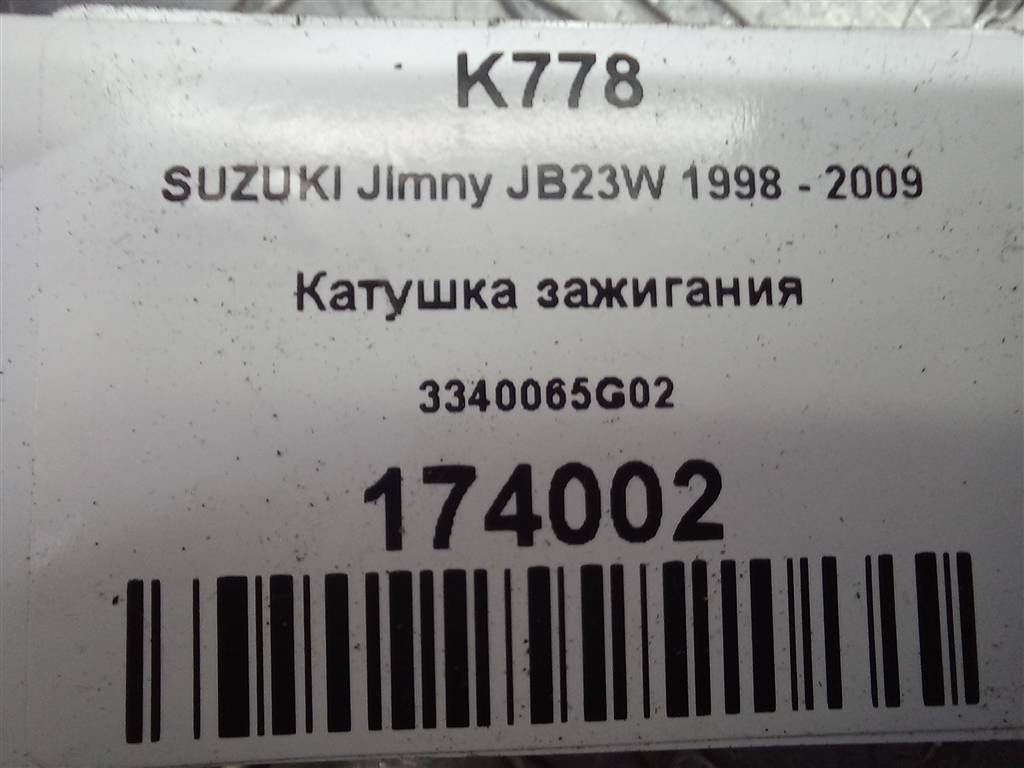 K778
SUZUKI Jimny JB23W 1998 - 2009
Катушка зажигания
3340065G02
174002